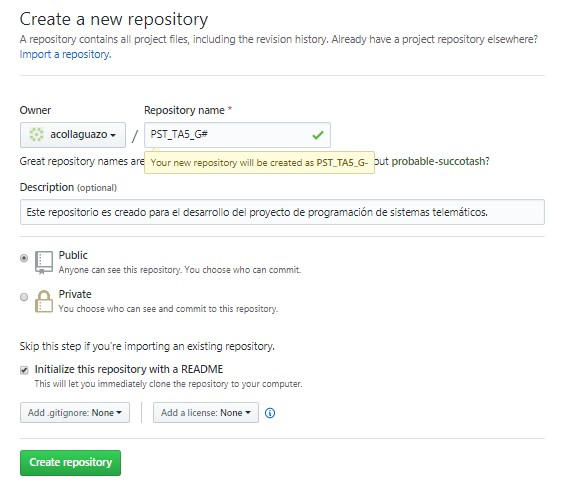 Create a new repository
A repository contains all project files, including the revision history. Already have a project repository elsewhere?
Import a repository.
Owner
Repository name *
acollaguazo
/
PST_TA5_G#
Great repository names are
Your new repository will be created as PST_TA5_G-
out probable-succotash?
Description (optional)
Este repositorio es creado para el desarrollo del proyecto de programación de sistemas telemáticos.
Public
Anyone can see this repository. You choose who can commit.
Private
You choose who can see and commit to this repository.
Skip this step if you're importing an existing repository.
Initialize this repository with a README
This will let you immediately clone the repository to your computer.
Add .gitignore: None
Add a license: None
Create repository